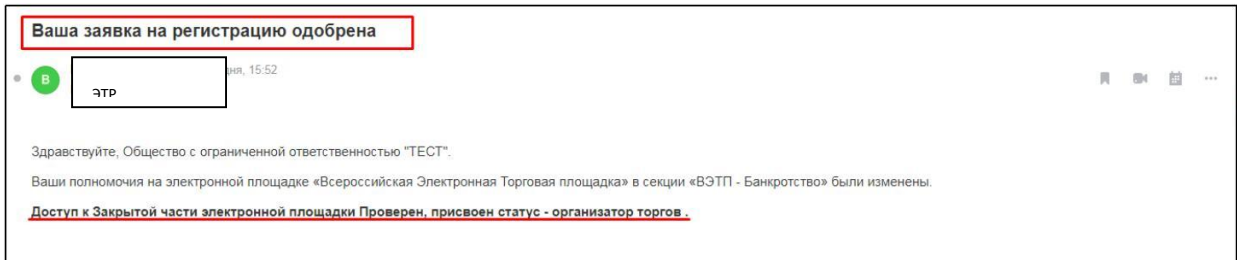 Ваша заявка на регистрацию одобрена
В
дня, 15:52
ЭТР
Здравствуйте, Общество с ограниченной ответственностью "ТЕСТ".
Ваши полномочия на электронной площадке «Всероссийская Электронная Торговая площадка» в секции «ВЭТП - Банкротство» были изменены.
Доступ к Закрытой части электронной площадки Проверен, присвоен статус - организатор торгов .